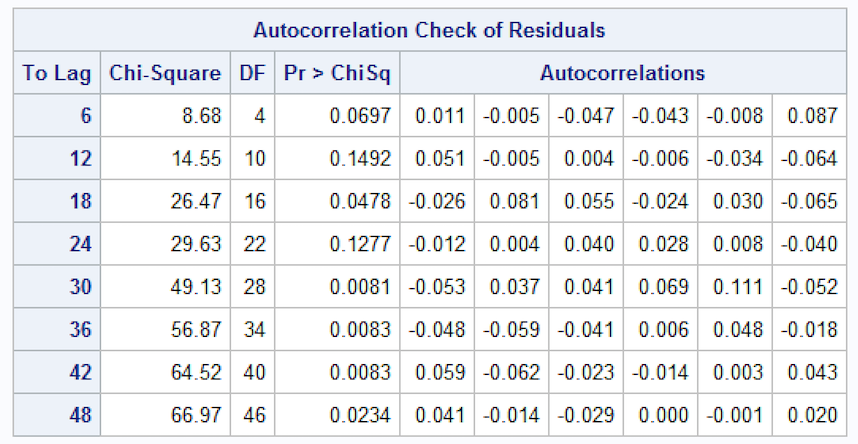 Autocorrelation Check of Residuals
To Lag Chi-Square DF Pr > ChiSq Autocorrelations
6 8.68 4 0.0697 0.011 -0.005 -0.047 -0.043 -0.008 0.087
12 14.55 10 0.1492 0.051 -0.005 0.004 -0.006 -0.034 -0.064
18 26.47 16 0.0478 -0.026 0.081 0.055 -0.024 0.030 -0.065
24 29.63 22 0.1277 -0.012 0.004 0.040 0.028 0.008 -0.040
30 49.13 28 0.0081 -0.053 0.037 0.041 0.069 0.111 -0.052
36 56.87 34 0.0083 -0.048 -0.059 -0.041 0.006 0.048 -0.018
42 64.52 40 0.0083 0.059 -0.062 -0.023 -0.014 0.003 0.043
48 66.97 46 0.0234 0.041 -0.014 -0.029 0.000 -0.001 0.020